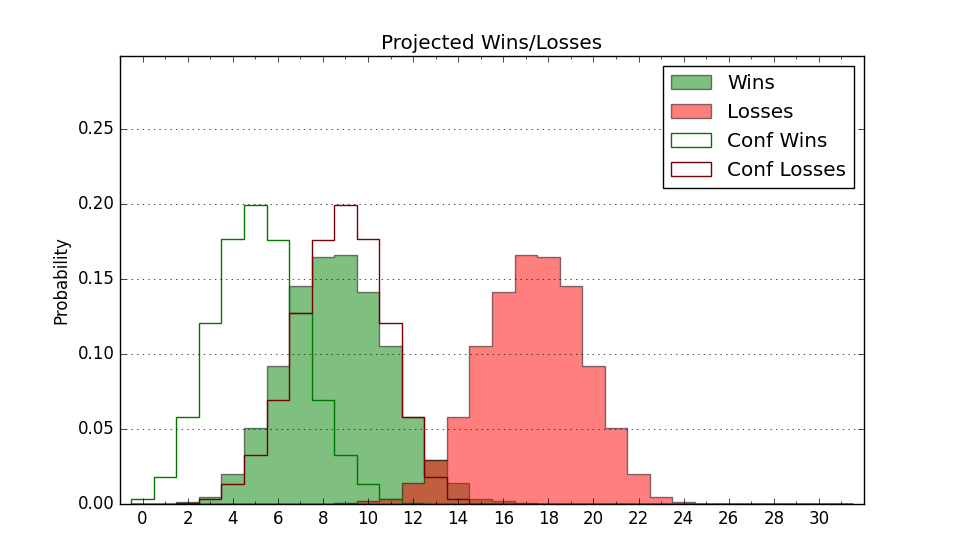 Projected Wins/Losses
Wins
Losses
Conf Wins
Conf Losses
Probability
0.25
0.20
0.15
0.10
0.05
0.00
0 2 4 6 8 10 12 14 16 18 20 22 24 26 28 30